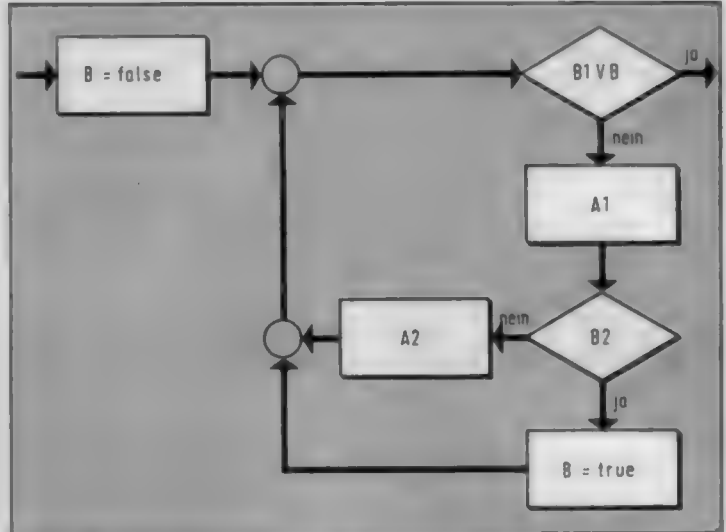 B = false
B1 V B
ja
nein
A1
B2
nein
A2
ja
B = true